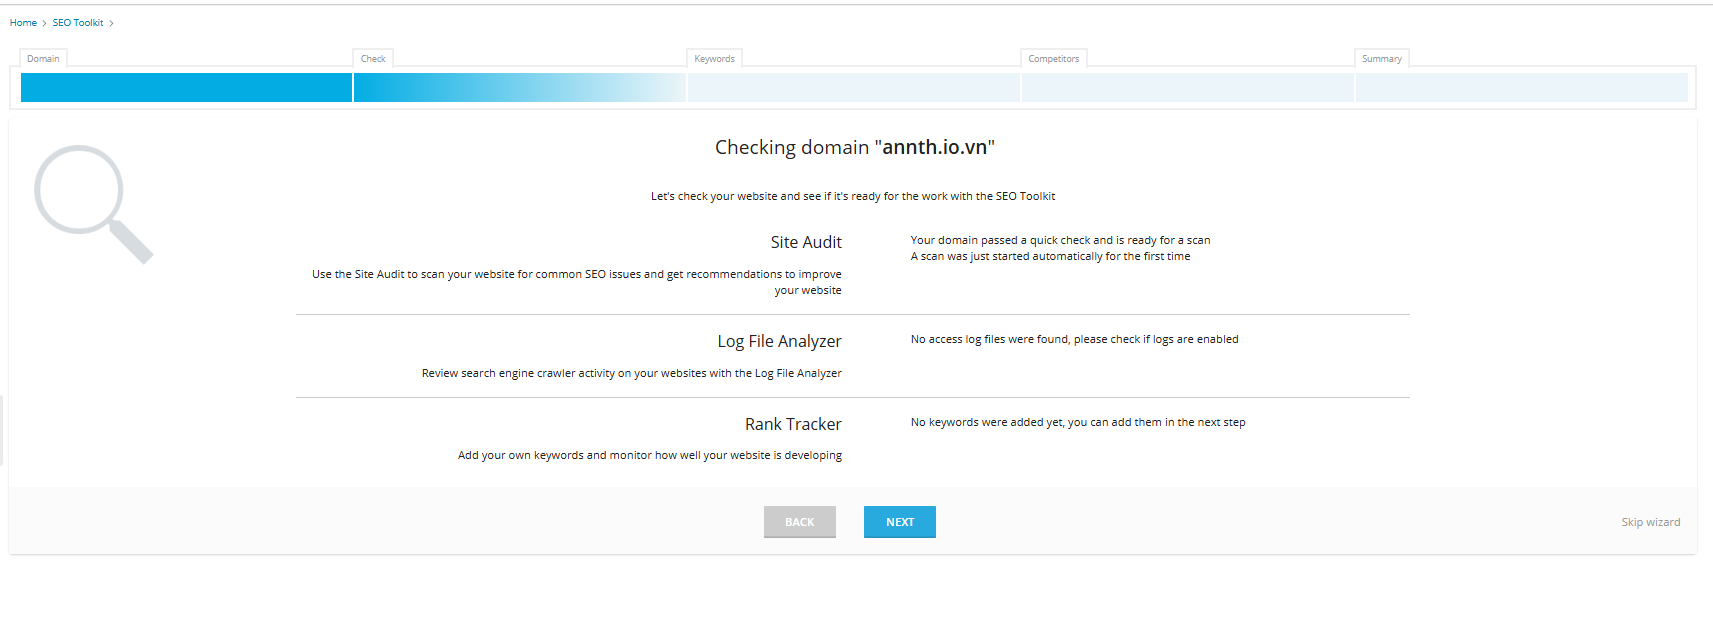 Home > SEO Toolkit >
Domain
Check
Keywords
Competitors
Summary
Checking domain "annth.io.vn"
Let's check your website and see if it's ready for the work with the SEO Toolkit
Site Audit
Use the Site Audit to scan your website for common SEO issues and get recommendations to improve
your website
Your domain passed a quick check and is ready for a scan
A scan was just started automatically for the first time
Log File Analyzer
Review search engine crawler activity on your websites with the Log File Analyzer
No access log files were found, please check if logs are enabled
Rank Tracker
Add your own keywords and monitor how well your website is developing
No keywords were added yet, you can add them in the next step
BACK
NEXT
Skip wizard